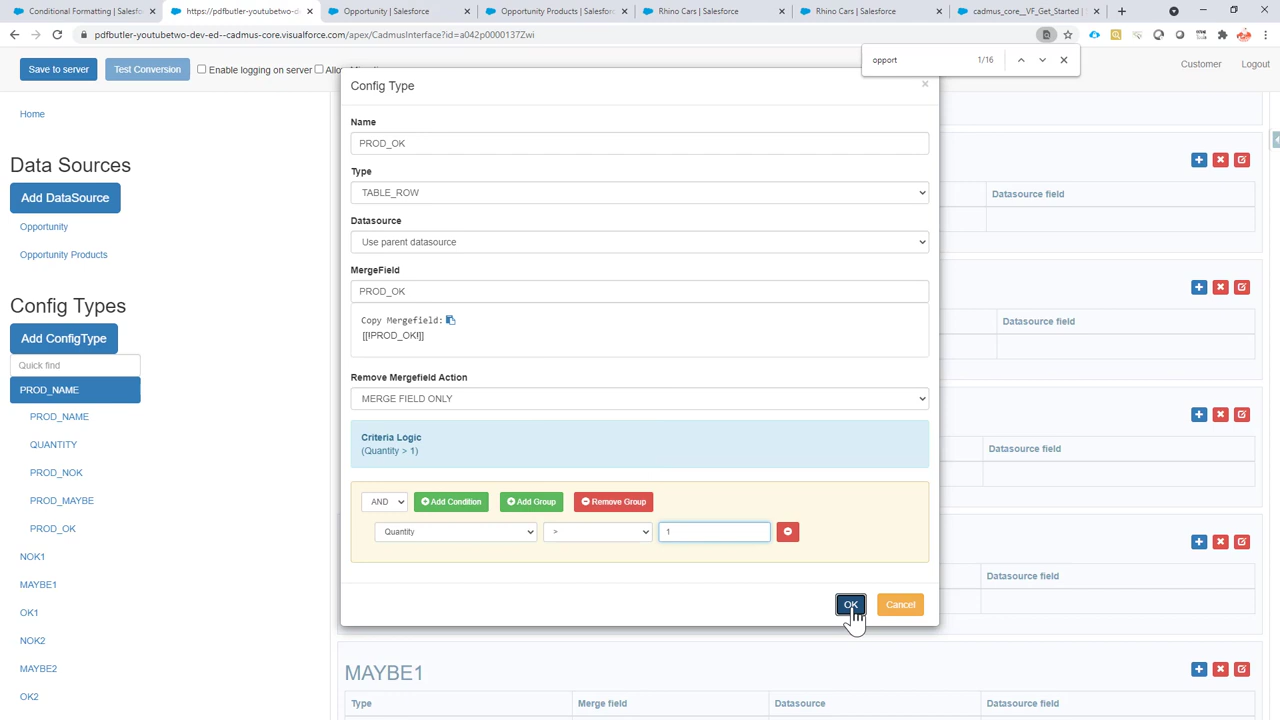 Conditional Formatting | Salesfo
https://pdfbutler-youtubetwo-dev
Opportunity | Salesforce
Opportunity Products | Salesforc
Rhino Cars | Salesforce
Rhino Cars | Salesforce
cadmus_core__VF_Get_Started |
pdfbutler-youtubetwo-dev-ed--cadmus-core.visualforce.com/apex/CadmusInterface?id=a042p0000137Zwi
opport
1/16
Save to server
Test Conversion
Enable logging on server
Customer
Logout
Home
Data Sources
Add DataSource
Opportunity
Opportunity Products
Config Types
Add ConfigType
Quick find
PROD_NAME
PROD_NAME
QUANTITY
PROD_NOK
PROD_MAYBE
PROD_OK
NOK1
MAYBE1
OK1
NOK2
MAYBE2
OK2
Config Type
×
Name
PROD_OK
Type
TABLE_ROW
Datasource
Use parent datasource
MergeField
PROD_OK
Copy Mergefield:
[[!PROD_OK!]]
Remove Mergefield Action
MERGE FIELD ONLY
Criteria Logic
(Quantity > 1)
AND
Add Condition
Add Group
Remove Group
Quantity
>
1
OK
Cancel
Datasource field
Datasource field
Datasource field
Datasource field
MAYBE1
Type
Merge field
Datasource
Datasource field